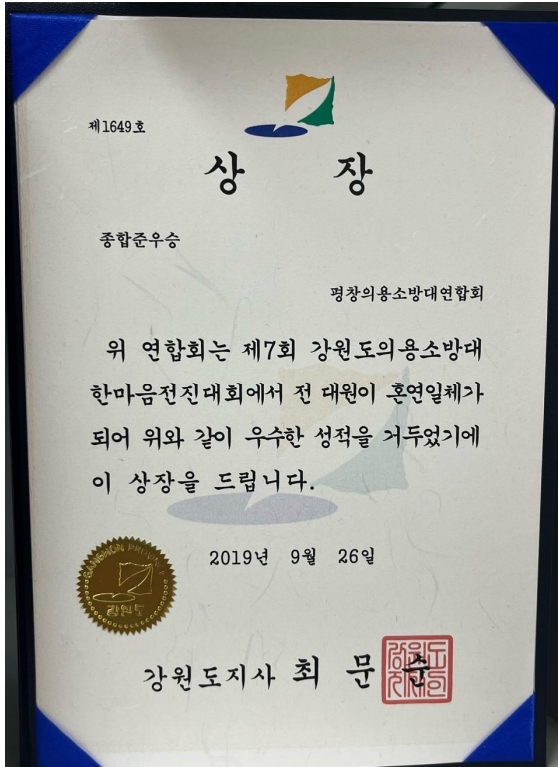 제1649호
상 장
종합준우승
평창의용소방대연합회
위 연합회는 제7회 강원도의용소방대
한마음전진대회에서 전 대원이 혼연일체가
되어 위와 같이 우수한 성적을 거두었기에
이 상장을 드립니다.
2019년 9월 26일
GANGWON PROVINCE
강원도
강원도지사 최 문 순